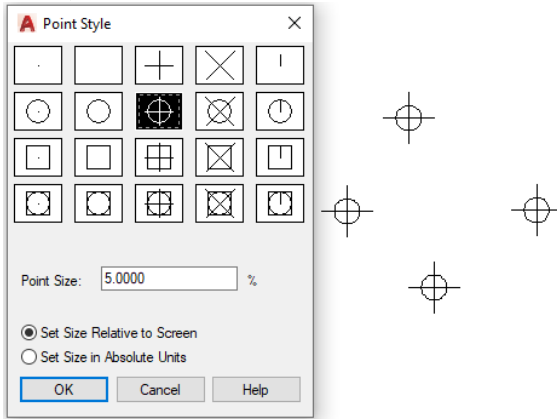 A Point Style
Point Size: 5.0000 %
Set Size Relative to Screen
Set Size in Absolute Units
OK Cancel Help